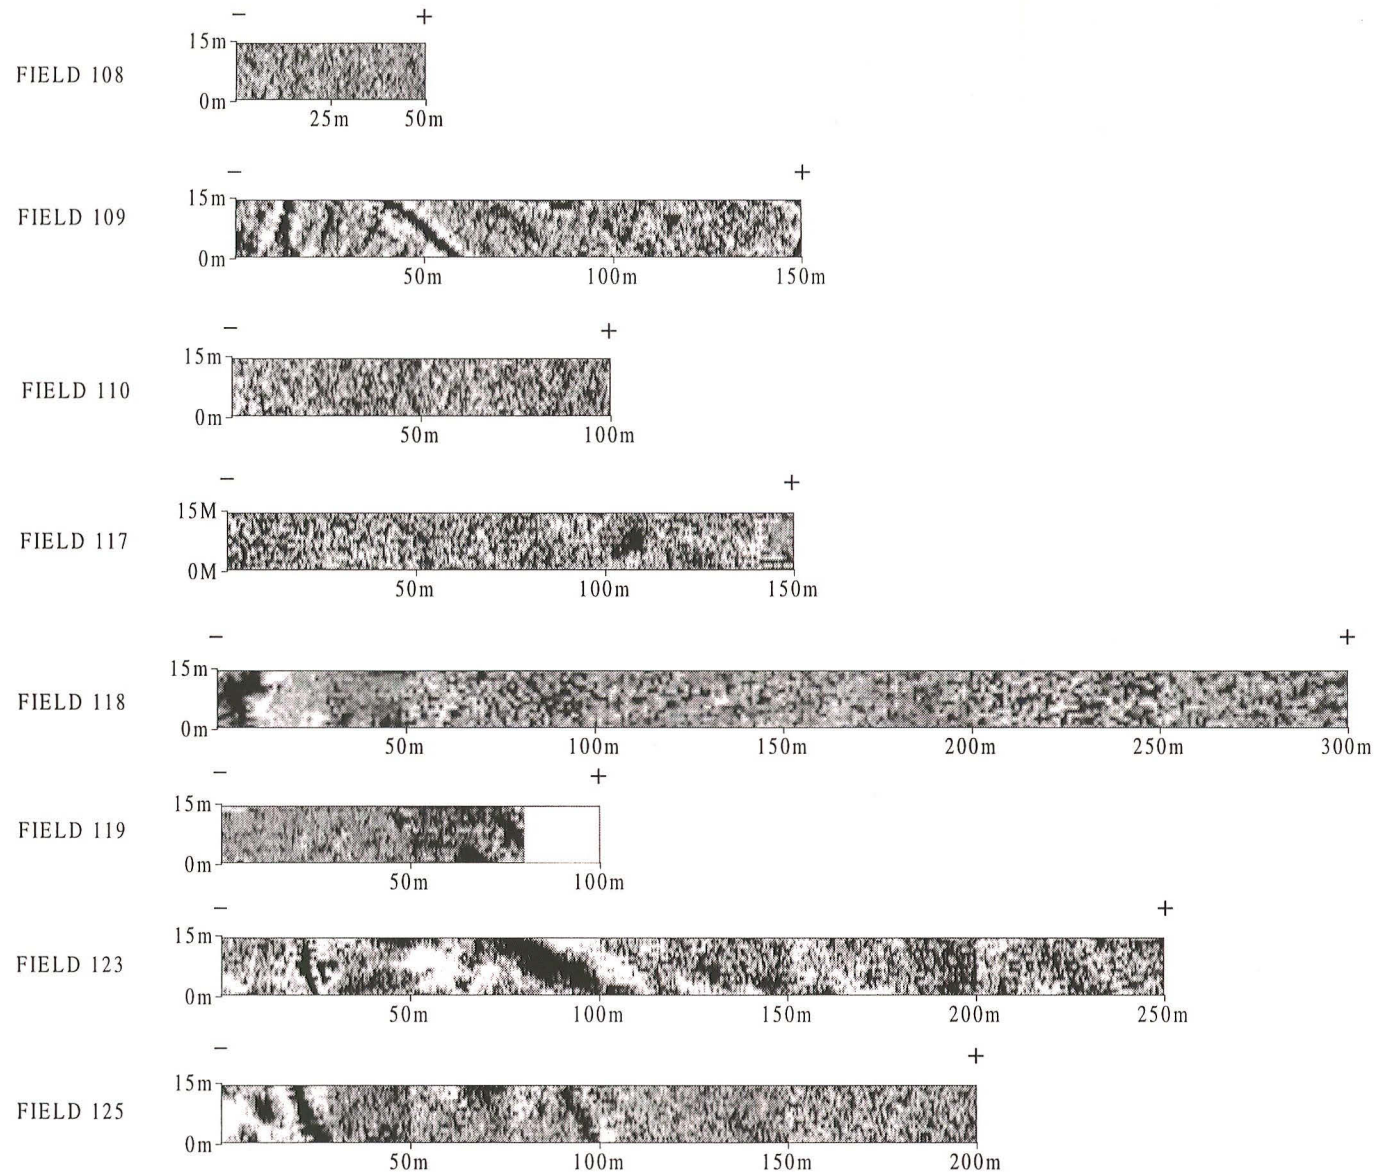 − +
15m
FIELD 108
0m
25m 50m
− +
15m
FIELD 109
0m
50m 100m 150m
− +
15m
FIELD 110
0m
50m 100m
− +
15M
FIELD 117
0M
50m 100m 150m
− +
15m
FIELD 118
0m
50m 100m 150m 200m 250m 300m
− +
15m
FIELD 119
0m
50m 100m
− +
15m
FIELD 123
0m
50m 100m 150m 200m 250m
− +
15m
FIELD 125
0m
50m 100m 150m 200m